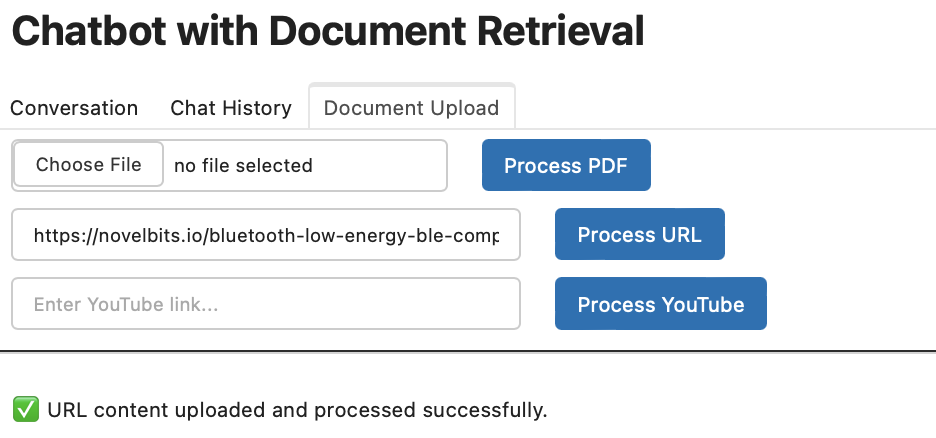 Chatbot with Document Retrieval
Conversation Chat History Document Upload
Choose File no file selected Process PDF
https://novelbits.io/bluetooth-low-energy-ble-comp Process URL
Enter YouTube link... Process YouTube
✅ URL content uploaded and processed successfully.